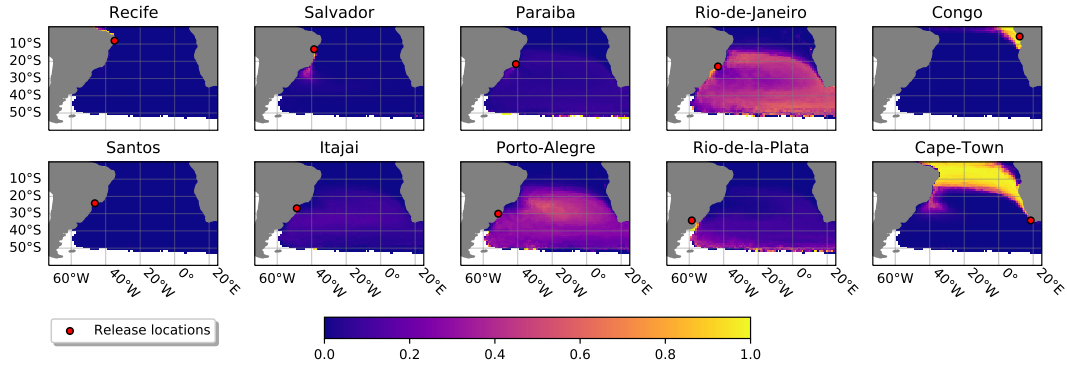 Recife Salvador Paraiba Rio-de-Janeiro Congo
10°S
20°S
30°S
40°S
50°S
Santos Itajai Porto-Alegre Rio-de-la-Plata Cape-Town
10°S
20°S
30°S
40°S
50°S
60°W 40°W 20°W 0° 20°E 60°W 40°W 20°W 0° 20°E 60°W 40°W 20°W 0° 20°E 60°W 40°W 20°W 0° 20°E 60°W 40°W 20°W 0° 20°E
Release locations
0.0 0.2 0.4 0.6 0.8 1.0